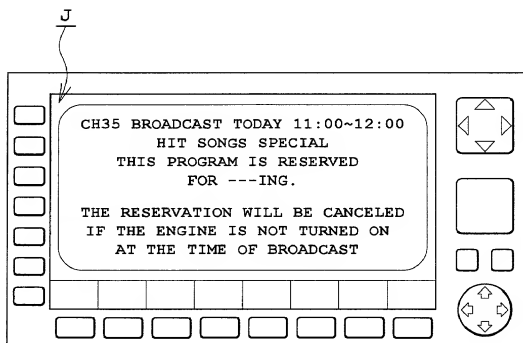 J
CH35 BROADCAST TODAY 11:00~12:00
HIT SONGS SPECIAL
THIS PROGRAM IS RESERVED
FOR ---ING.
THE RESERVATION WILL BE CANCELED
IF THE ENGINE IS NOT TURNED ON
AT THE TIME OF BROADCAST